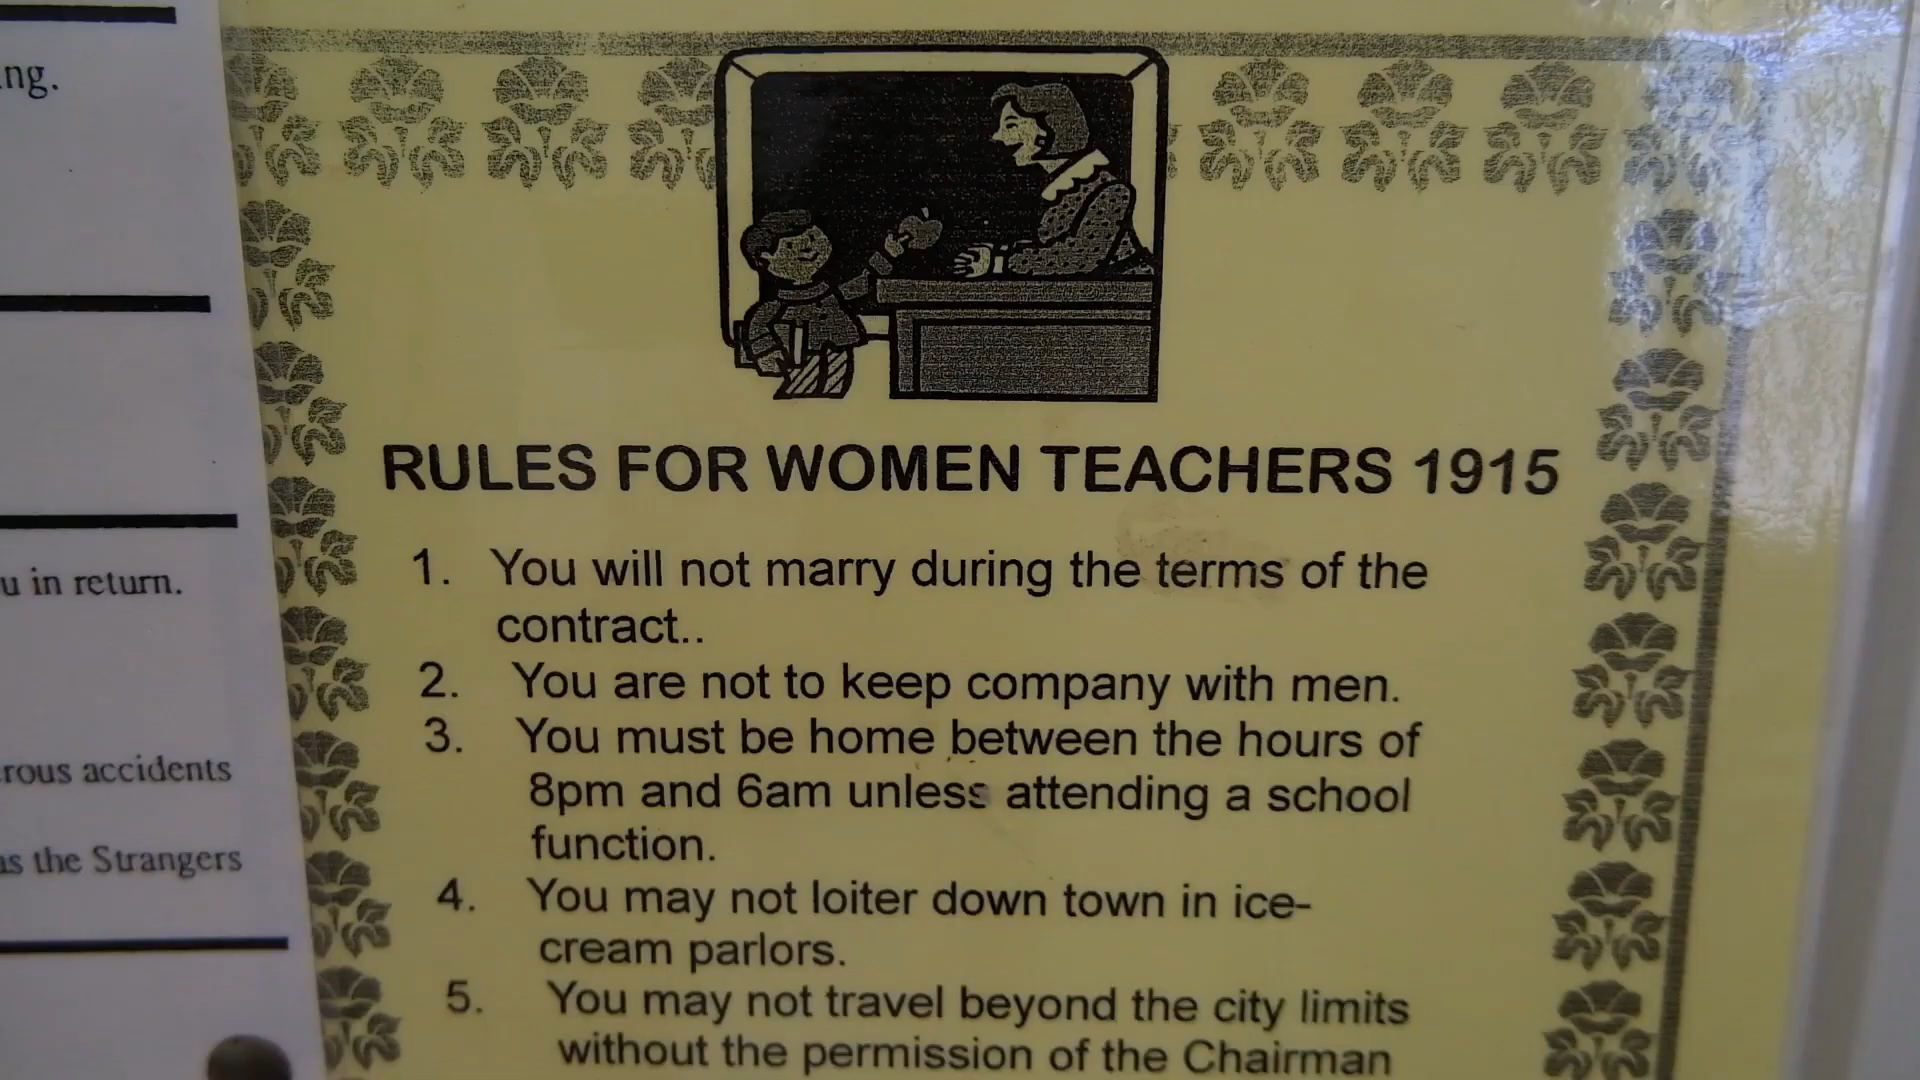 ng.
u in return.
rous accidents
as the Strangers
RULES FOR WOMEN TEACHERS 1915
1. You will not marry during the terms of the
contract..
2. You are not to keep company with men.
3. You must be home between the hours of
8pm and 6am unless attending a school
function.
4. You may not loiter down town in ice-
cream parlors.
5. You may not travel beyond the city limits
without the permission of the Chairman